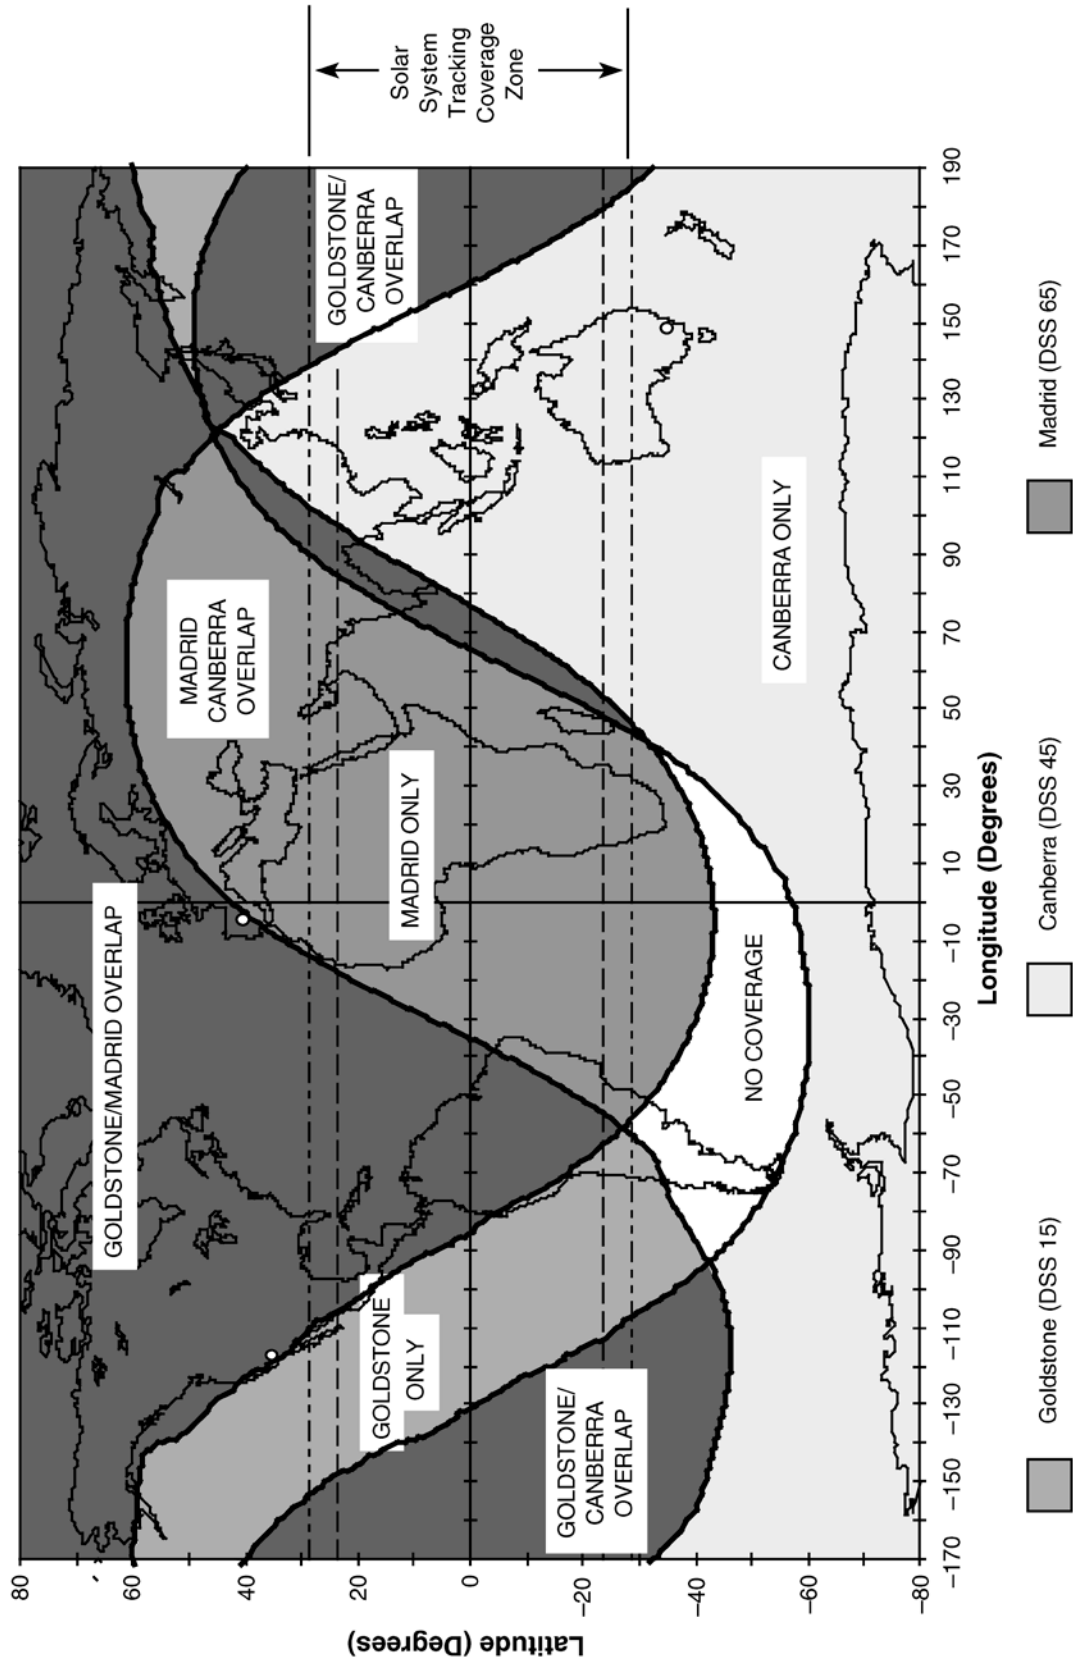 Solar
System
Tracking
Coverage
Zone
GOLDSTONE/MADRID OVERLAP
MADRID
CANBERRA
OVERLAP
GOLDSTONE/
CANBERRA
OVERLAP
MADRID ONLY
GOLDSTONE
ONLY
GOLDSTONE/
CANBERRA
OVERLAP
NO COVERAGE
CANBERRA ONLY
Latitude (Degrees)
80
60
40
20
0
−20
−40
−60
−80
−170
−150
−130
−110
−90
−70
−50
−30
−10
10
30
50
70
90
110
130
150
170
190
Longitude (Degrees)
Goldstone (DSS 15)
Canberra (DSS 45)
Madrid (DSS 65)